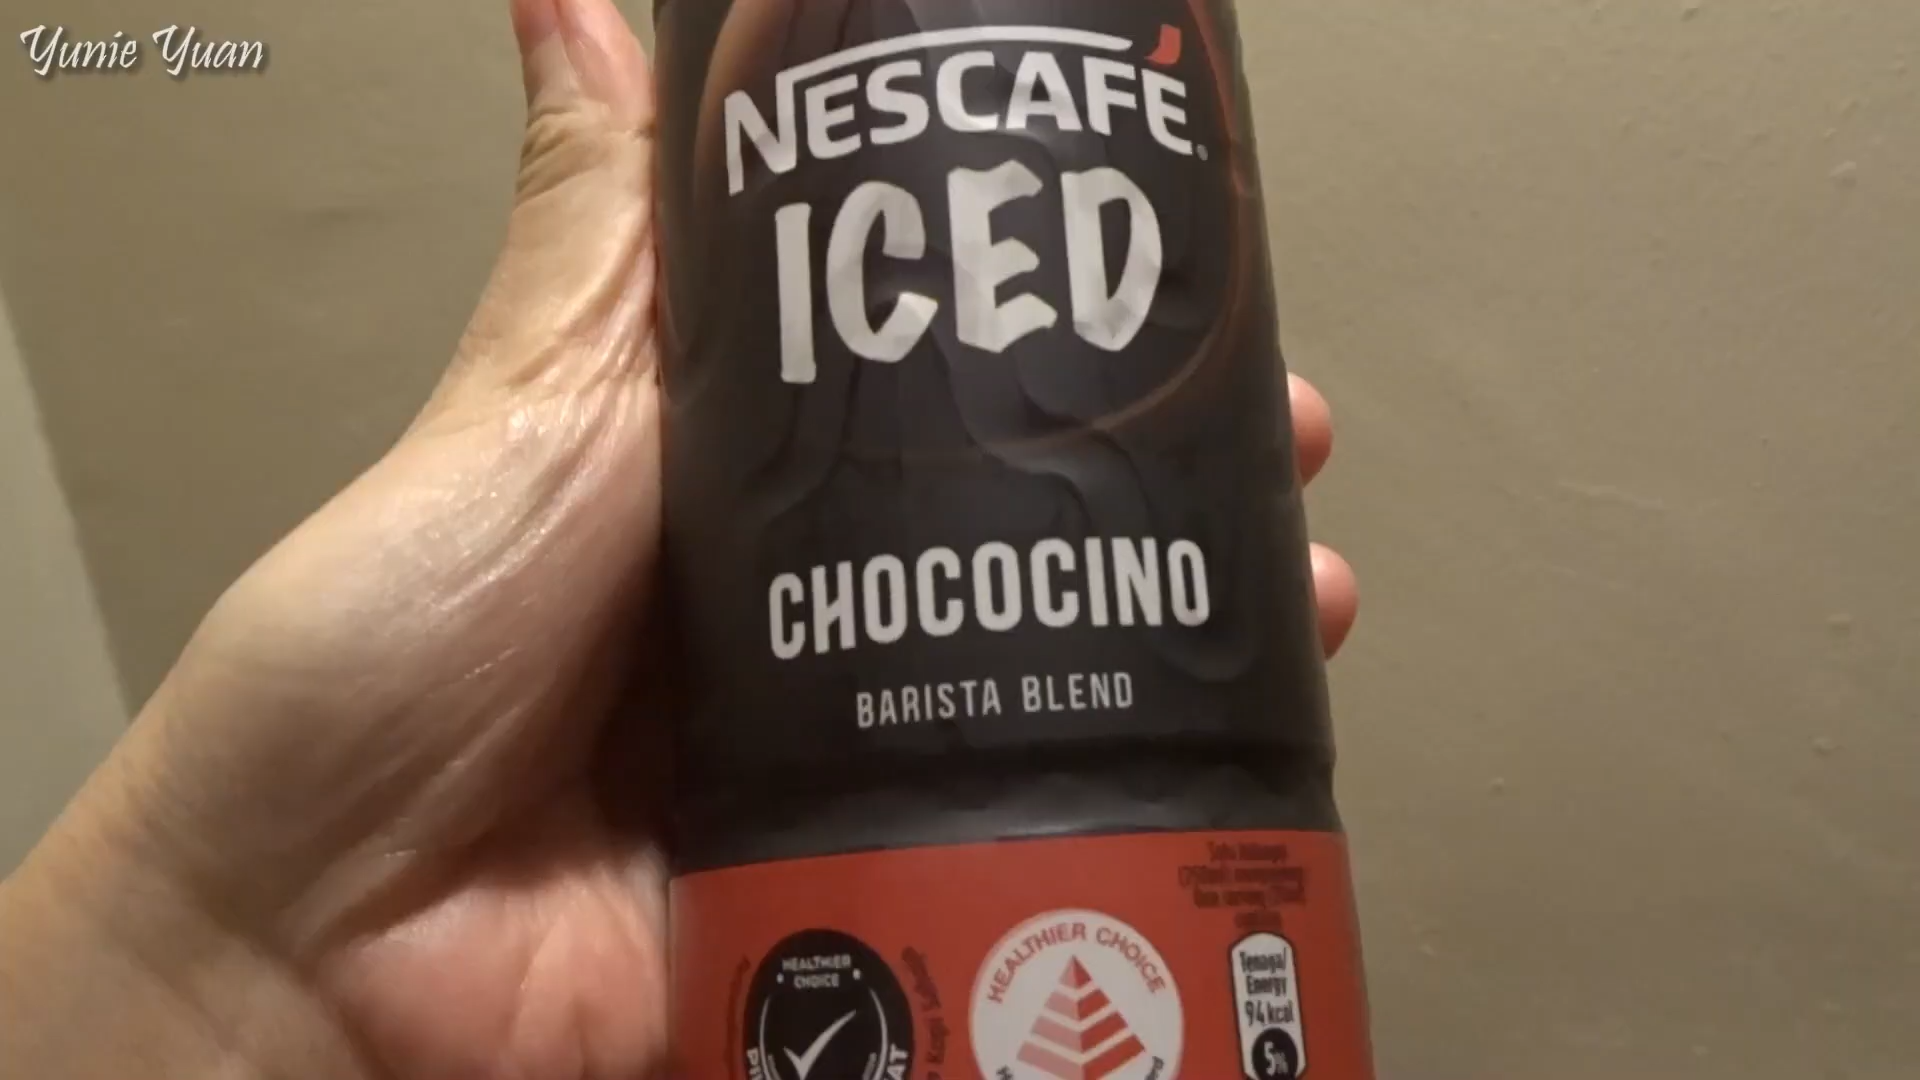 Yunie Yuan
NESCAFÉ
ICED
CHOCOCINO
BARISTA BLEND
HEALTHIER
CHOICE
HEALTHIER CHOICE
Tenaga/
Energy
94 kcal
5%